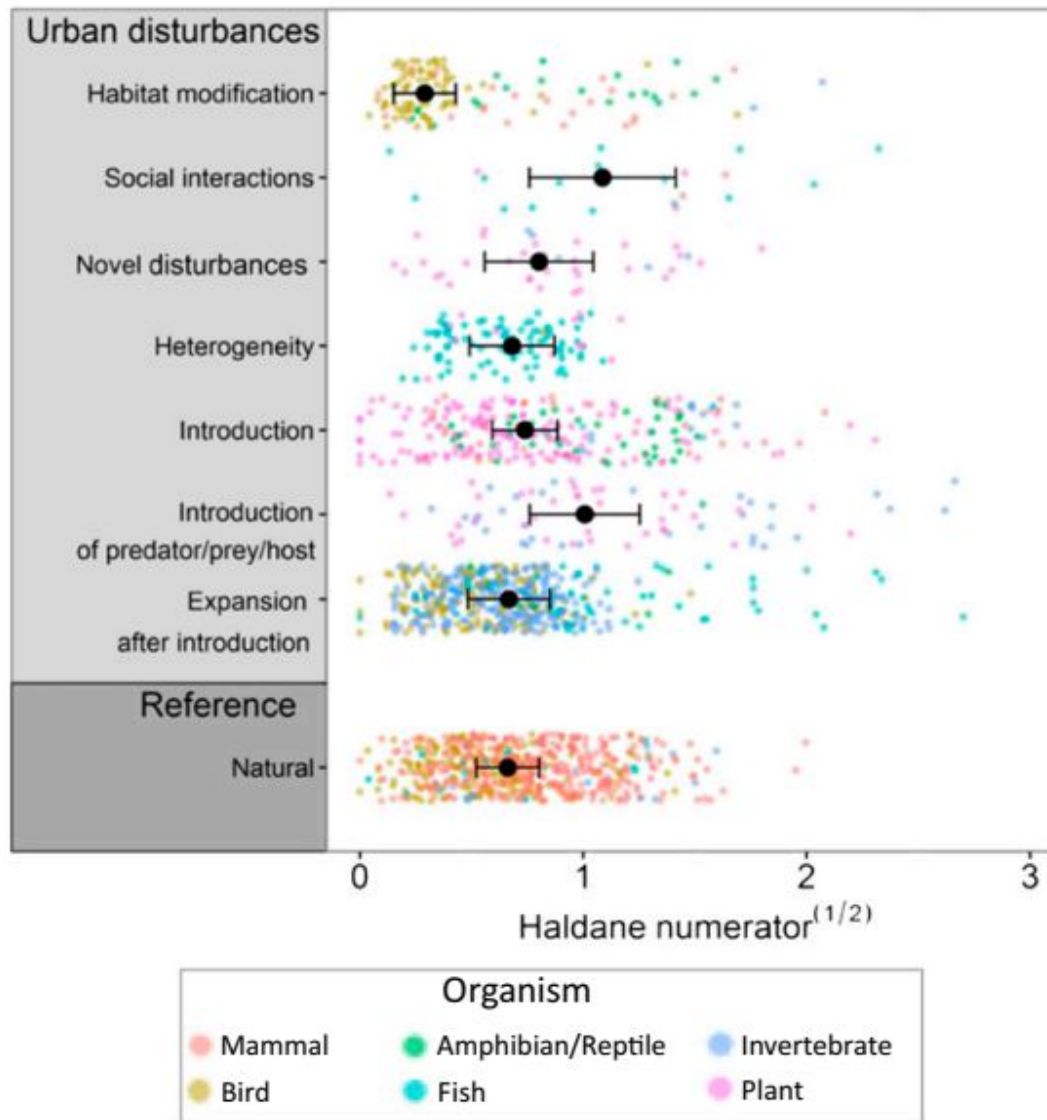 Urban disturbances
Habitat modification
Social interactions
Novel disturbances
Heterogeneity
Introduction
Introduction
of predator/prey/host
Expansion
after introduction
Reference
Natural
0 1 2 3
Haldane numerator(1/2)
Organism
Mammal Amphibian/Reptile Invertebrate
Bird Fish Plant